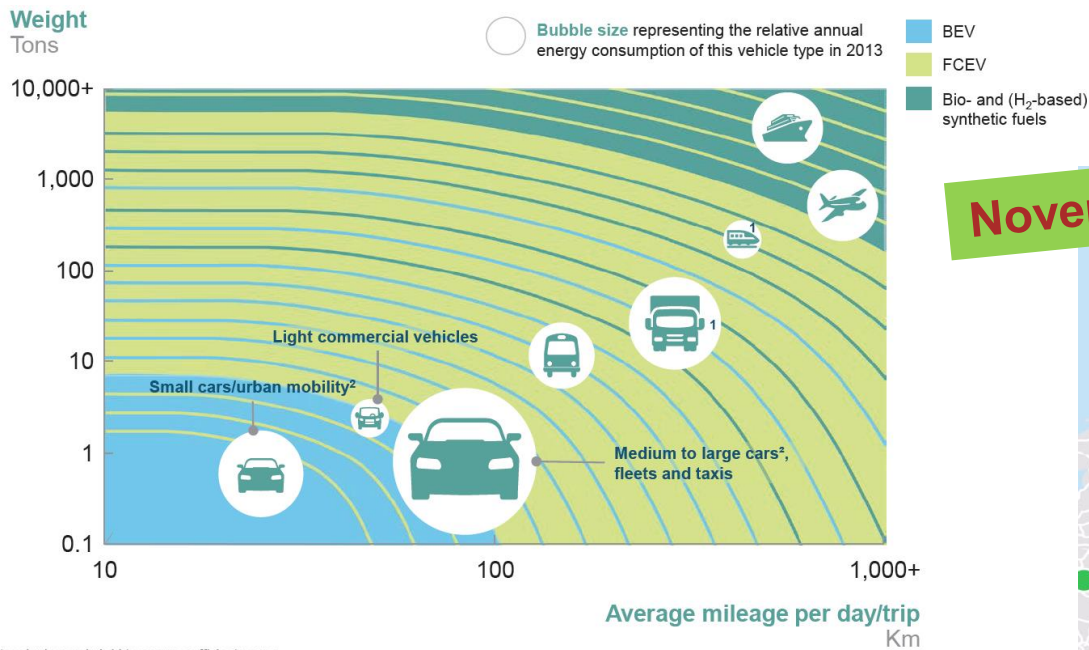 Weight
Tons
Bubble size representing the relative annual
energy consumption of this vehicle type in 2013
BEV
FCEV
Bio- and (H₂-based)
synthetic fuels
10,000+
1,000
100
10
1
0.1
1
1
Light commercial vehicles
Small cars/urban mobility²
Medium to large cars²,
fleets and taxis
10
100
1,000+
Average mileage per day/trip
Km